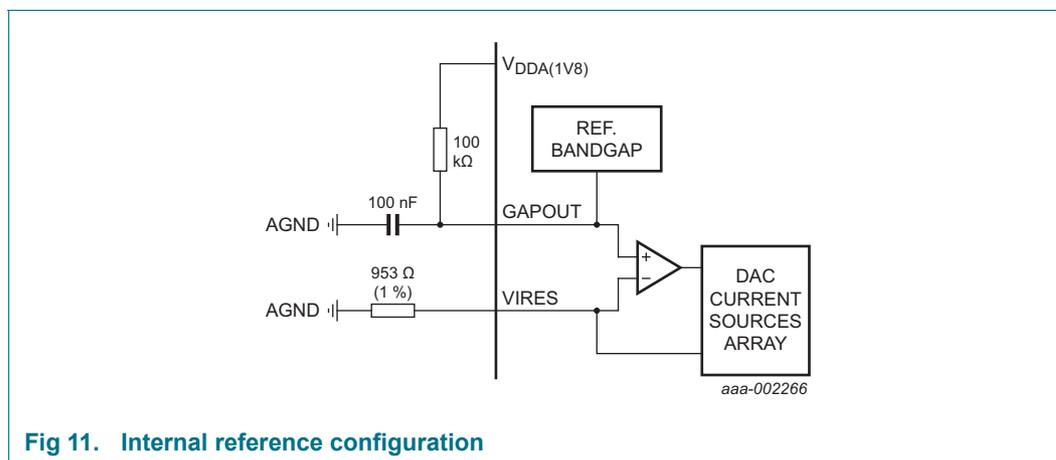 VDDA(1V8)
REF.
BANDGAP
100
kΩ
100 nF
GAPOUT
AGND
+
−
953 Ω
(1 %)
DAC
CURRENT
SOURCES
ARRAY
VIRES
AGND
aaa-002266
Fig 11. Internal reference configuration